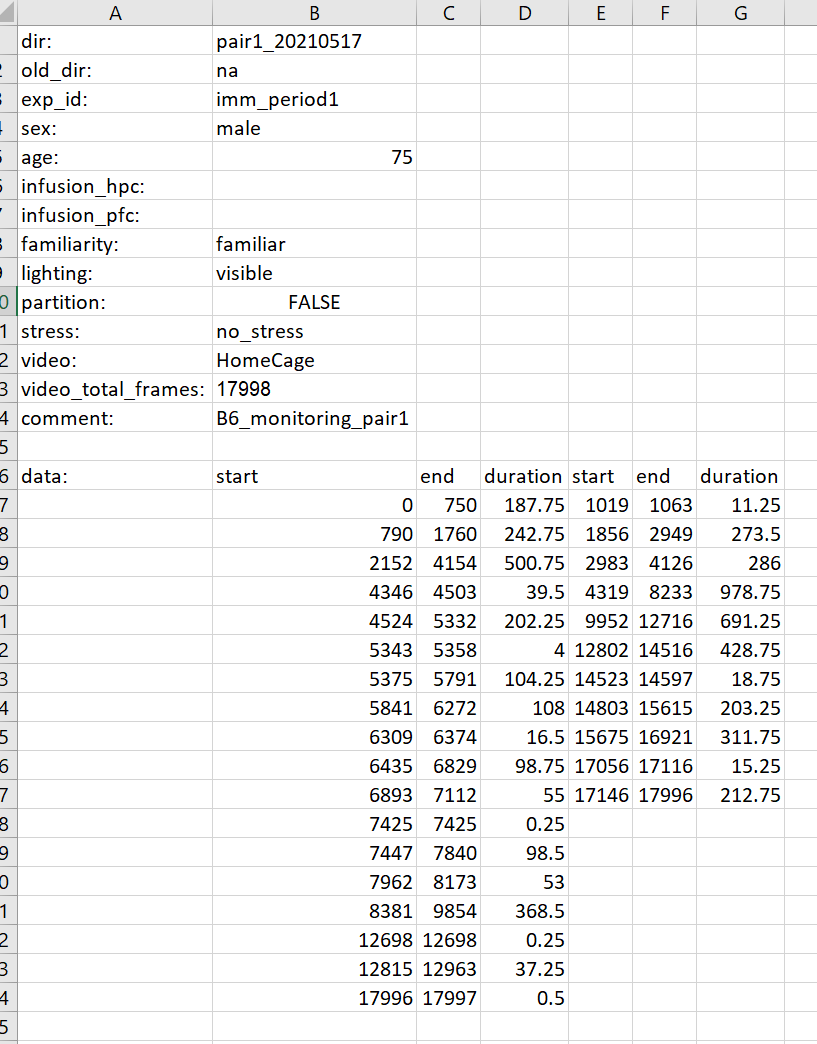 A B C D E F G
dir: pair1_20210517
2 old_dir: na
3 exp_id: imm_period1
4 sex: male
5 age: 75
6 infusion_hpc:
7 infusion_pfc:
8 familiarity: familiar
9 lighting: visible
0 partition: FALSE
1 stress: no_stress
2 video: HomeCage
3 video_total_frames: 17998
4 comment: B6_monitoring_pair1
5
6 data: start end duration start end duration
7 0 750 187.75 1019 1063 11.25
8 790 1760 242.75 1856 2949 273.5
9 2152 4154 500.75 2983 4126 286
0 4346 4503 39.5 4319 8233 978.75
1 4524 5332 202.25 9952 12716 691.25
2 5343 5358 4 12802 14516 428.75
3 5375 5791 104.25 14523 14597 18.75
4 5841 6272 108 14803 15615 203.25
5 6309 6374 16.5 15675 16921 311.75
6 6435 6829 98.75 17056 17116 15.25
7 6893 7112 55 17146 17996 212.75
8 7425 7425 0.25
9 7447 7840 98.5
0 7962 8173 53
1 8381 9854 368.5
2 12698 12698 0.25
3 12815 12963 37.25
4 17996 17997 0.5
5